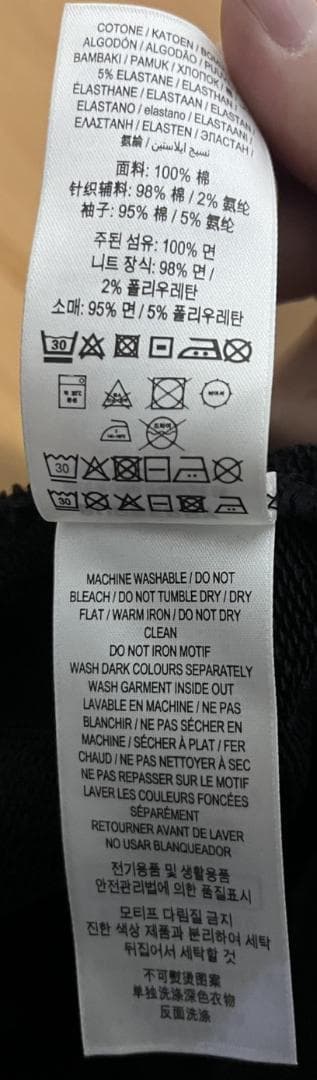 COTONE / KATOEN /
ALGODÓN / ALGODÃO /
BAMBAKI / PAMUK / ХЛОПОК /
5% ELASTANE / ELASTHAN /
ÉLASTHANE / ELASTAAN / ELASTAN
ELASTANO / elastano / ELASTAANI /
ΕΛΑΣΤΑΝΗ / ELASTEN / ЭЛАСТАН /
氨綸 / نسيج ايلاستين /
面料: 100% 棉
针织辅料: 98% 棉 / 2% 氨纶
袖子: 95% 棉 / 5% 氨纶
주된 섬유: 100% 면
니트 장식: 98% 면 /
2% 폴리우레탄
소매: 95% 면 / 5% 폴리우레탄
30
30
30
MACHINE WASHABLE / DO NOT
BLEACH / DO NOT TUMBLE DRY / DRY
FLAT / WARM IRON / DO NOT DRY
CLEAN
DO NOT IRON MOTIF
WASH DARK COLOURS SEPARATELY
WASH GARMENT INSIDE OUT
LAVABLE EN MACHINE / NE PAS
BLANCHIR / NE PAS SÉCHER EN
MACHINE / SÉCHER À PLAT / FER
CHAUD / NE PAS NETTOYER À SEC
NE PAS REPASSER SUR LE MOTIF
LAVER LES COULEURS FONCÉES
SÉPARÉMENT
RETOURNER AVANT DE LAVER
NO USAR BLANQUEADOR
전기용품 및 생활용품
안전관리법에 의한 품질표시
모티프 다림질 금지
진한 색상 제품과 분리하여 세탁
뒤집어서 세탁할 것
不可熨烫图案
单独洗涤深色衣物
反面洗涤